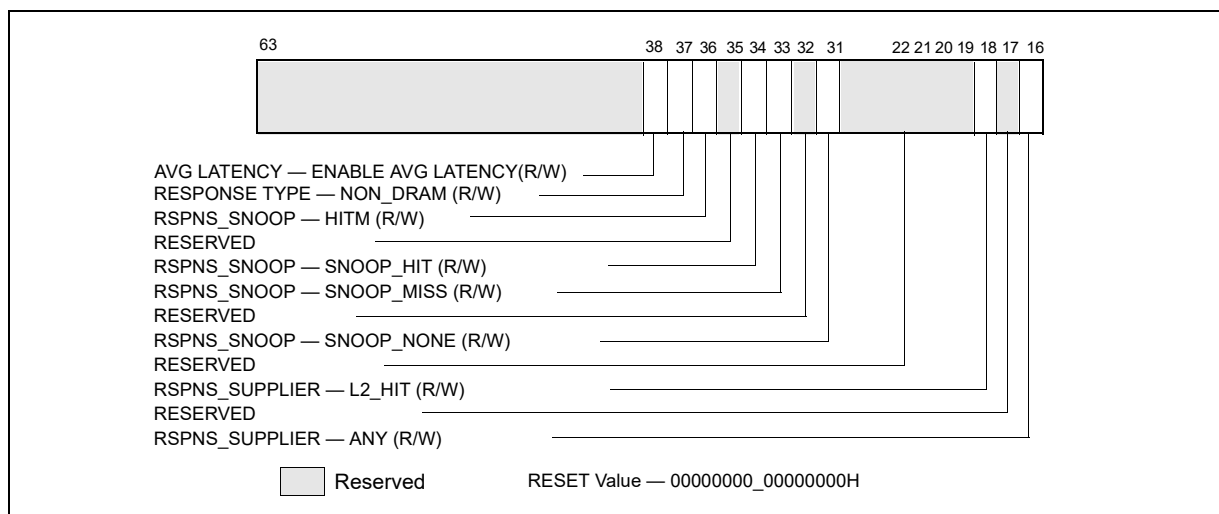 63 38 37 36 35 34 33 32 31 22 21 20 19 18 17 16
AVG LATENCY — ENABLE AVG LATENCY(R/W)
RESPONSE TYPE — NON_DRAM (R/W)
RSPNS_SNOOP — HITM (R/W)
RESERVED
RSPNS_SNOOP — SNOOP_HIT (R/W)
RSPNS_SNOOP — SNOOP_MISS (R/W)
RESERVED
RSPNS_SNOOP — SNOOP_NONE (R/W)
RESERVED
RSPNS_SUPPLIER — L2_HIT (R/W)
RESERVED
RSPNS_SUPPLIER — ANY (R/W)
Reserved RESET Value — 00000000_00000000H